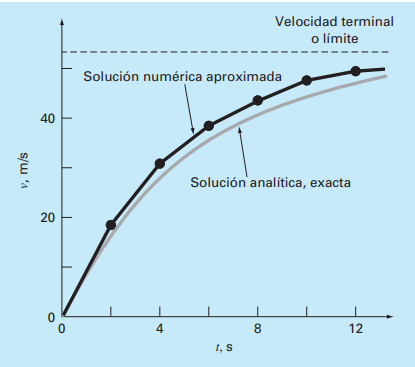 Velocidad terminal
o límite
Solución numérica aproximada
40
v, m/s
Solución analítica, exacta
20
0
0
4
8
12
t, s